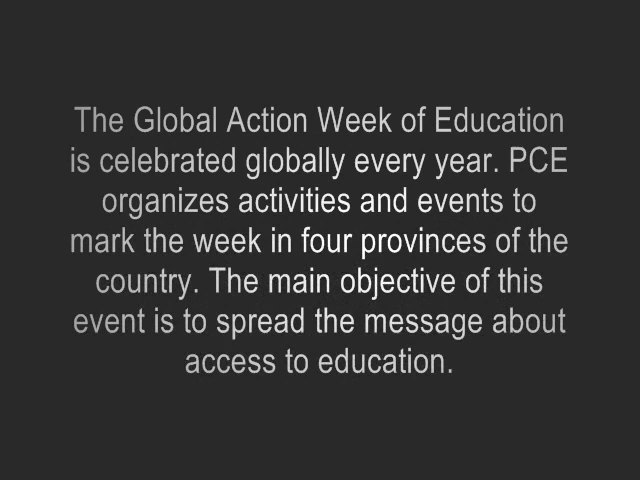 The Global Action Week of Education
is celebrated globally every year. PCE
organizes activities and events to
mark the week in four provinces of the
country. The main objective of this
event is to spread the message about
access to education.